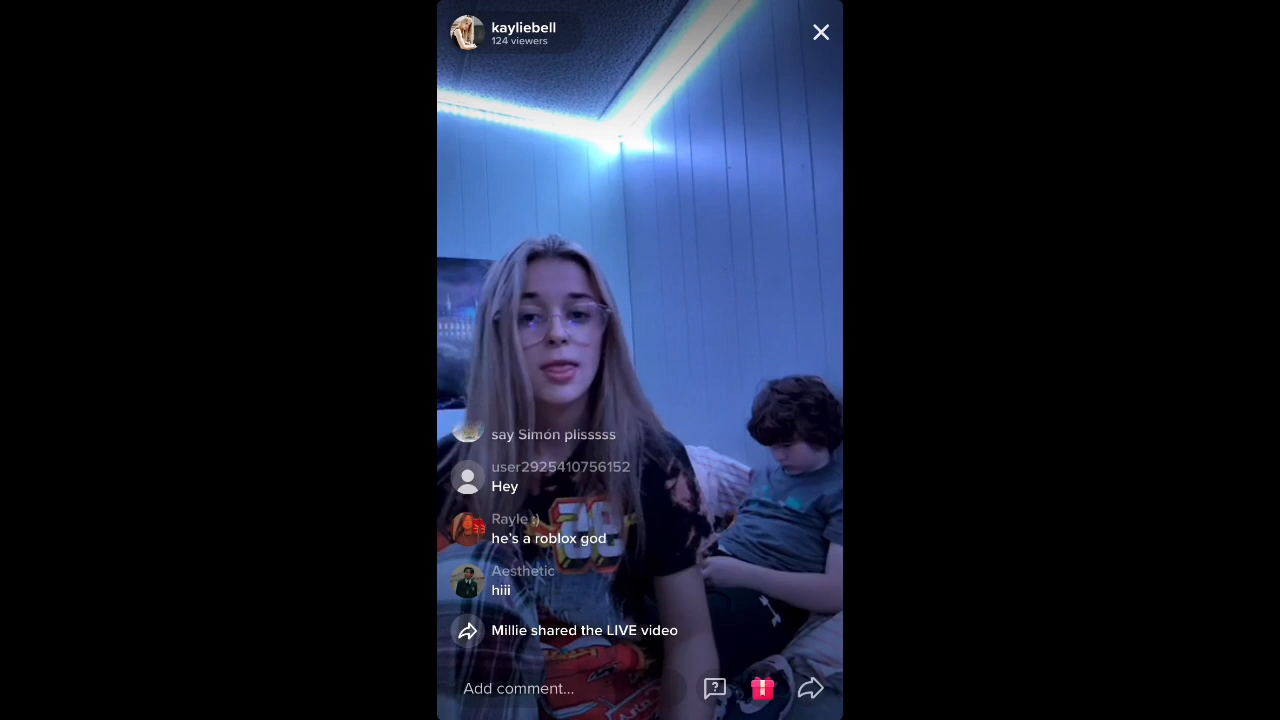 kayliebell
124 viewers
say Simón plisssss
user2925410756152
Hey
Rayle :)
he's a roblox god
Aesthetic
hiii
Millie shared the LIVE video
Add comment...